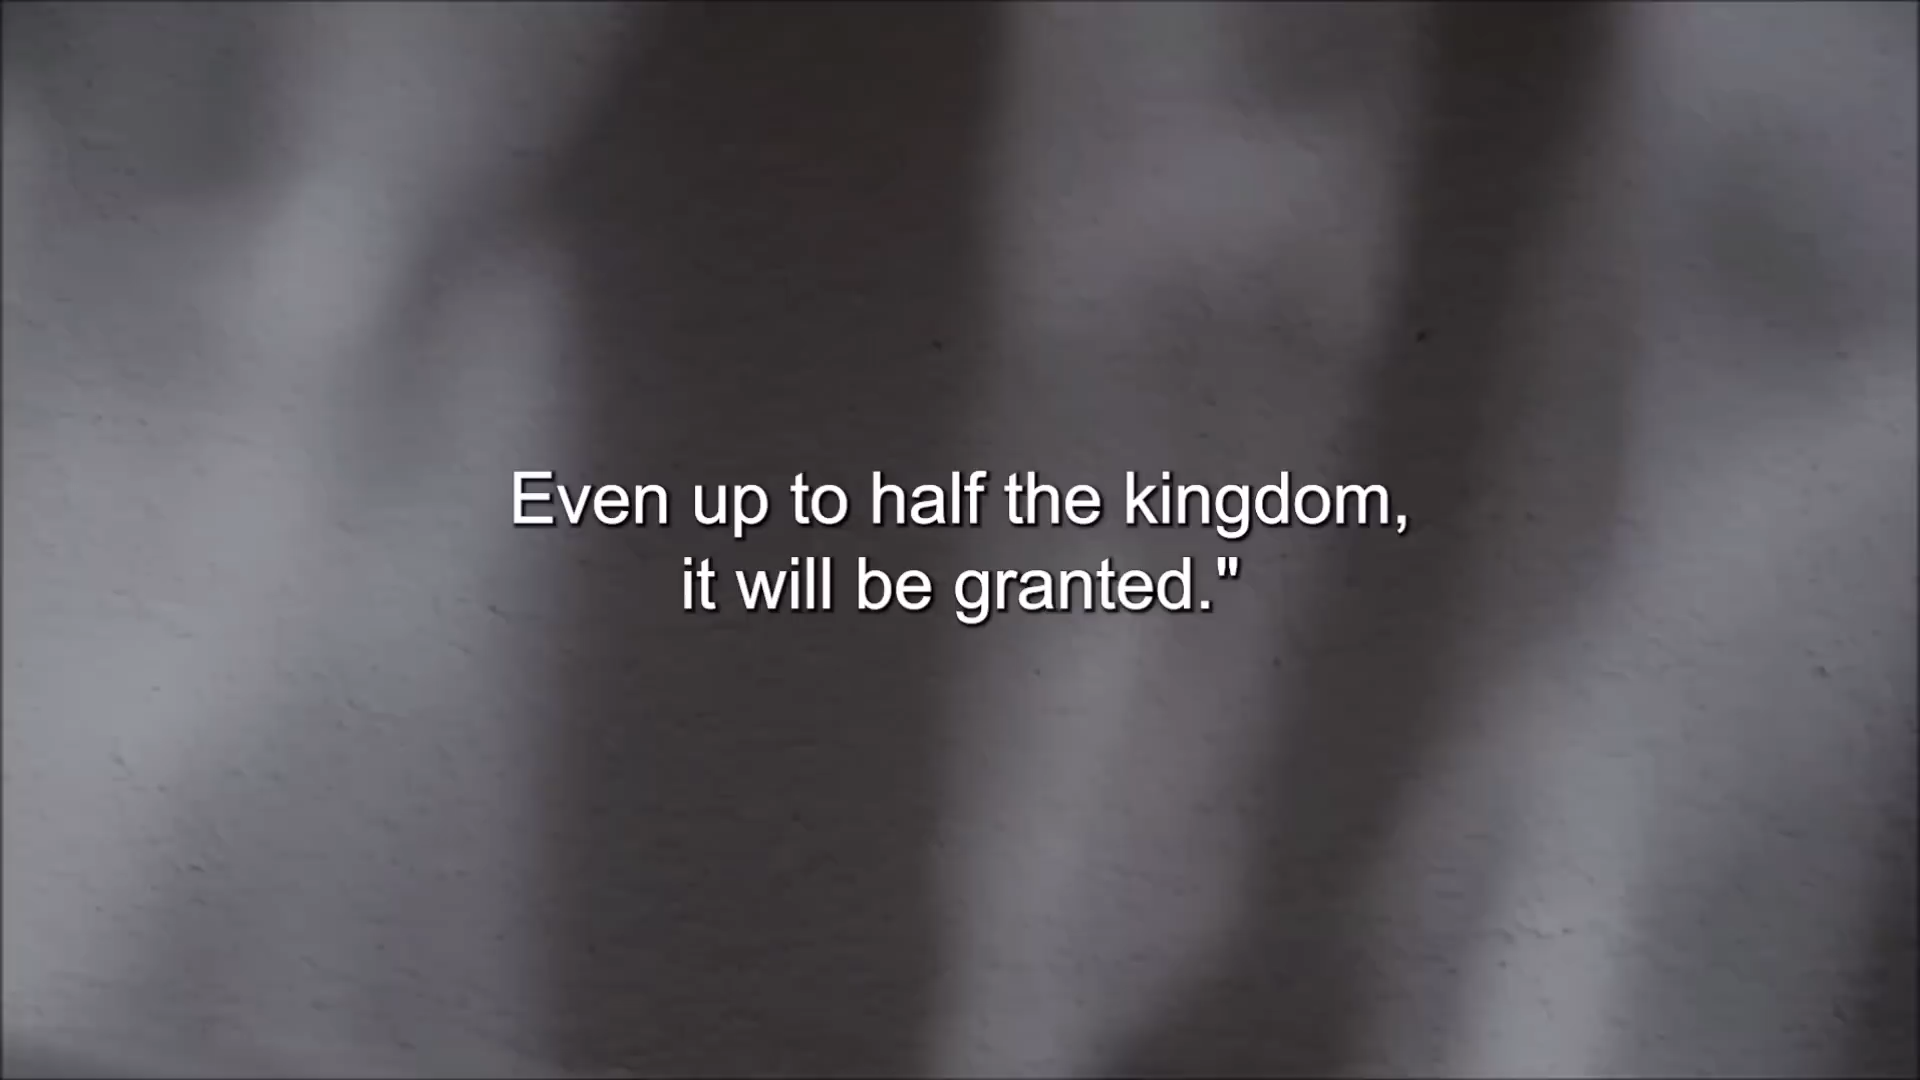 Even up to half the kingdom,
it will be granted."